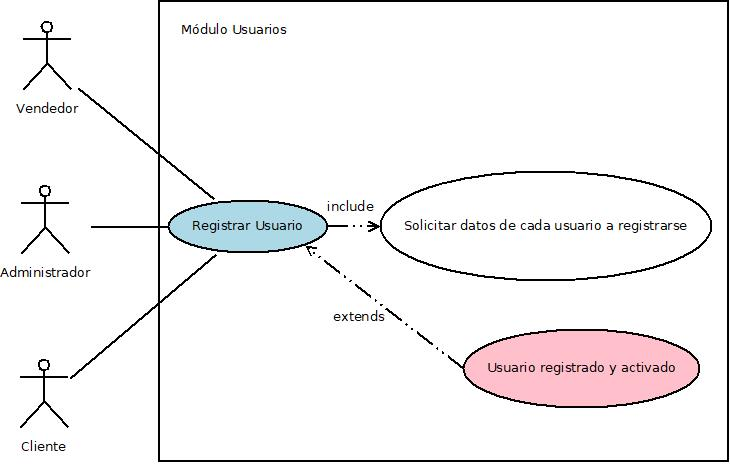 Módulo Usuarios
Vendedor
Registrar Usuario
include
Solicitar datos de cada usuario a registrarse
Administrador
extends
Usuario registrado y activado
Cliente